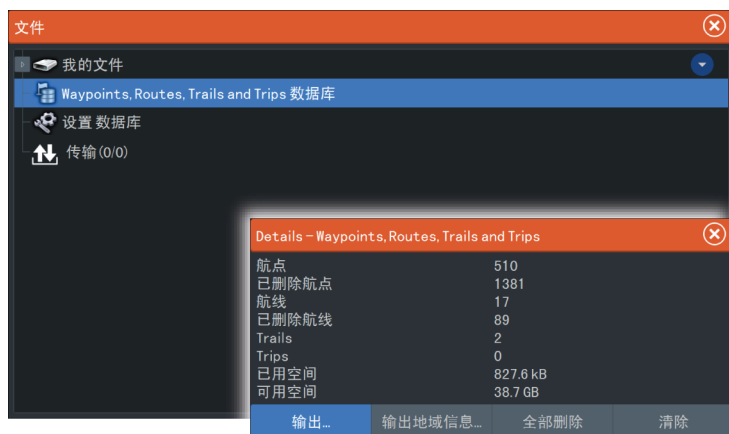 文件
我的文件
Waypoints, Routes, Trails and Trips 数据库
设置 数据库
传输 (0/0)
Details – Waypoints, Routes, Trails and Trips
航点 510
已删除航点 1381
航线 17
已删除航线 89
Trails 2
Trips 0
已用空间 827.6 kB
可用空间 38.7 GB
输出… 输出地域信息… 全部删除 清除